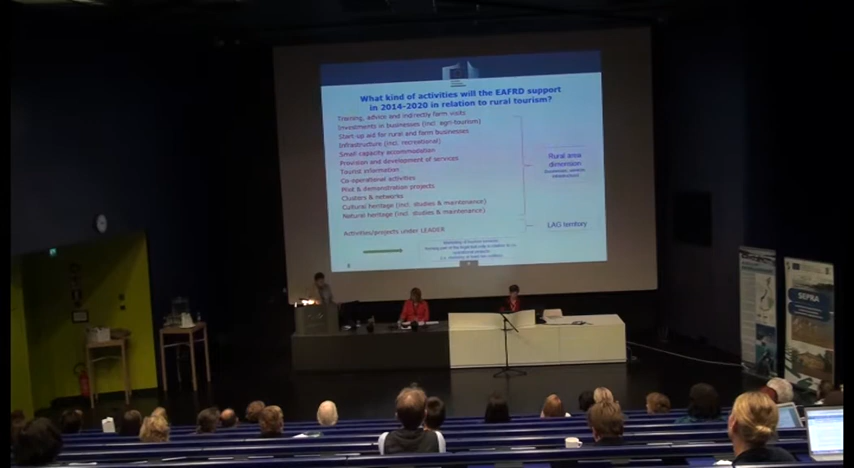 What kind of activities will the EAFRD support
in 2014-2020 in relation to rural tourism?
Training, advice and indirectly farm visits
Investments in businesses (incl. agri-tourism)
Start-up aid for rural and farm businesses
Infrastructure (incl. recreational)
Small capacity accommodation
Provision and development of services
Tourist information
Co-operational activities
Pilot & demonstration projects
Clusters & networks
Cultural heritage (incl. studies & maintenance)
Natural heritage (incl. studies & maintenance)
Activities/projects under LEADER
Rural area
dimension
LAG territory
SEFRA